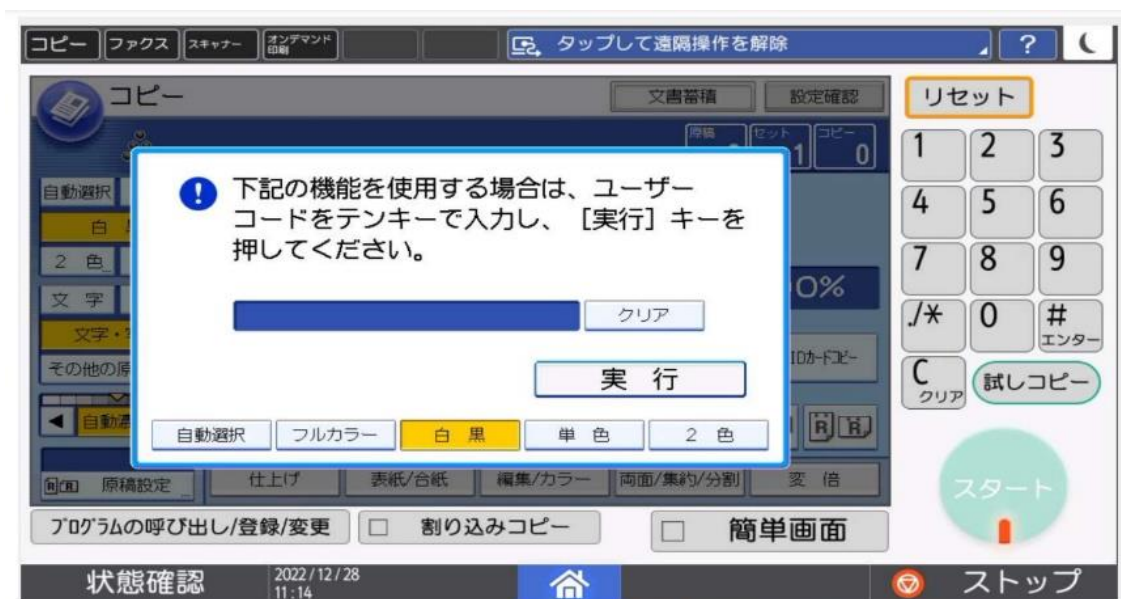 コピー
ファクス
スキャナー
オンデマンド
印刷
タップして遠隔操作を解除
?
コピー
文書蓄積
設定確認
リセット
原稿
セット
コピー
1
0
自動選択
白
2 色
文 字
文字・
その他の原
自動選
0%
IDカードコピー
下記の機能を使用する場合は、ユーザー
コードをテンキーで入力し、［実行］キーを
押してください。
クリア
実 行
自動選択
フルカラー
白 黒
単 色
2 色
1
2
3
4
5
6
7
8
9
./*
0
#
エンター
C
クリア
試しコピー
原稿設定
仕上げ
表紙/合紙
編集/カラー
両面/集約/分割
変 倍
スタート
プログラムの呼び出し/登録/変更
割り込みコピー
簡単画面
状態確認
2022/12/28
11:14
ストップ